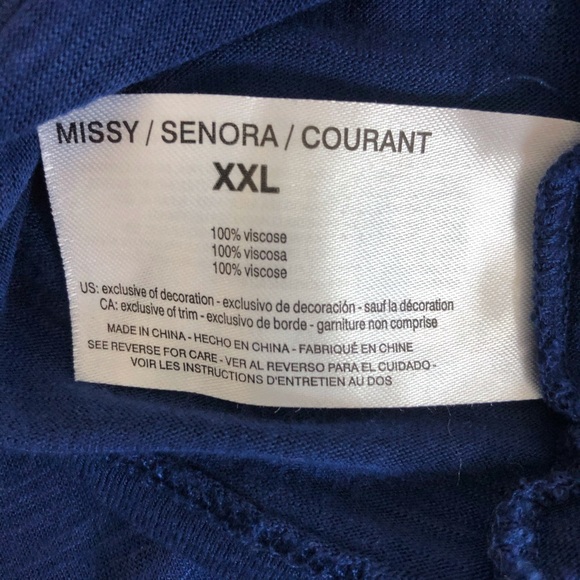 MISSY / SENORA / COURANT
XXL
100% viscose
100% viscosa
100% viscose
US: exclusive of decoration - exclusivo de decoración - sauf la décoration
CA: exclusive of trim - exclusivo de borde - garniture non comprise
MADE IN CHINA - HECHO EN CHINA - FABRIQUÉ EN CHINE
SEE REVERSE FOR CARE - VER AL REVERSO PARA EL CUIDADO -
VOIR LES INSTRUCTIONS D'ENTRETIEN AU DOS